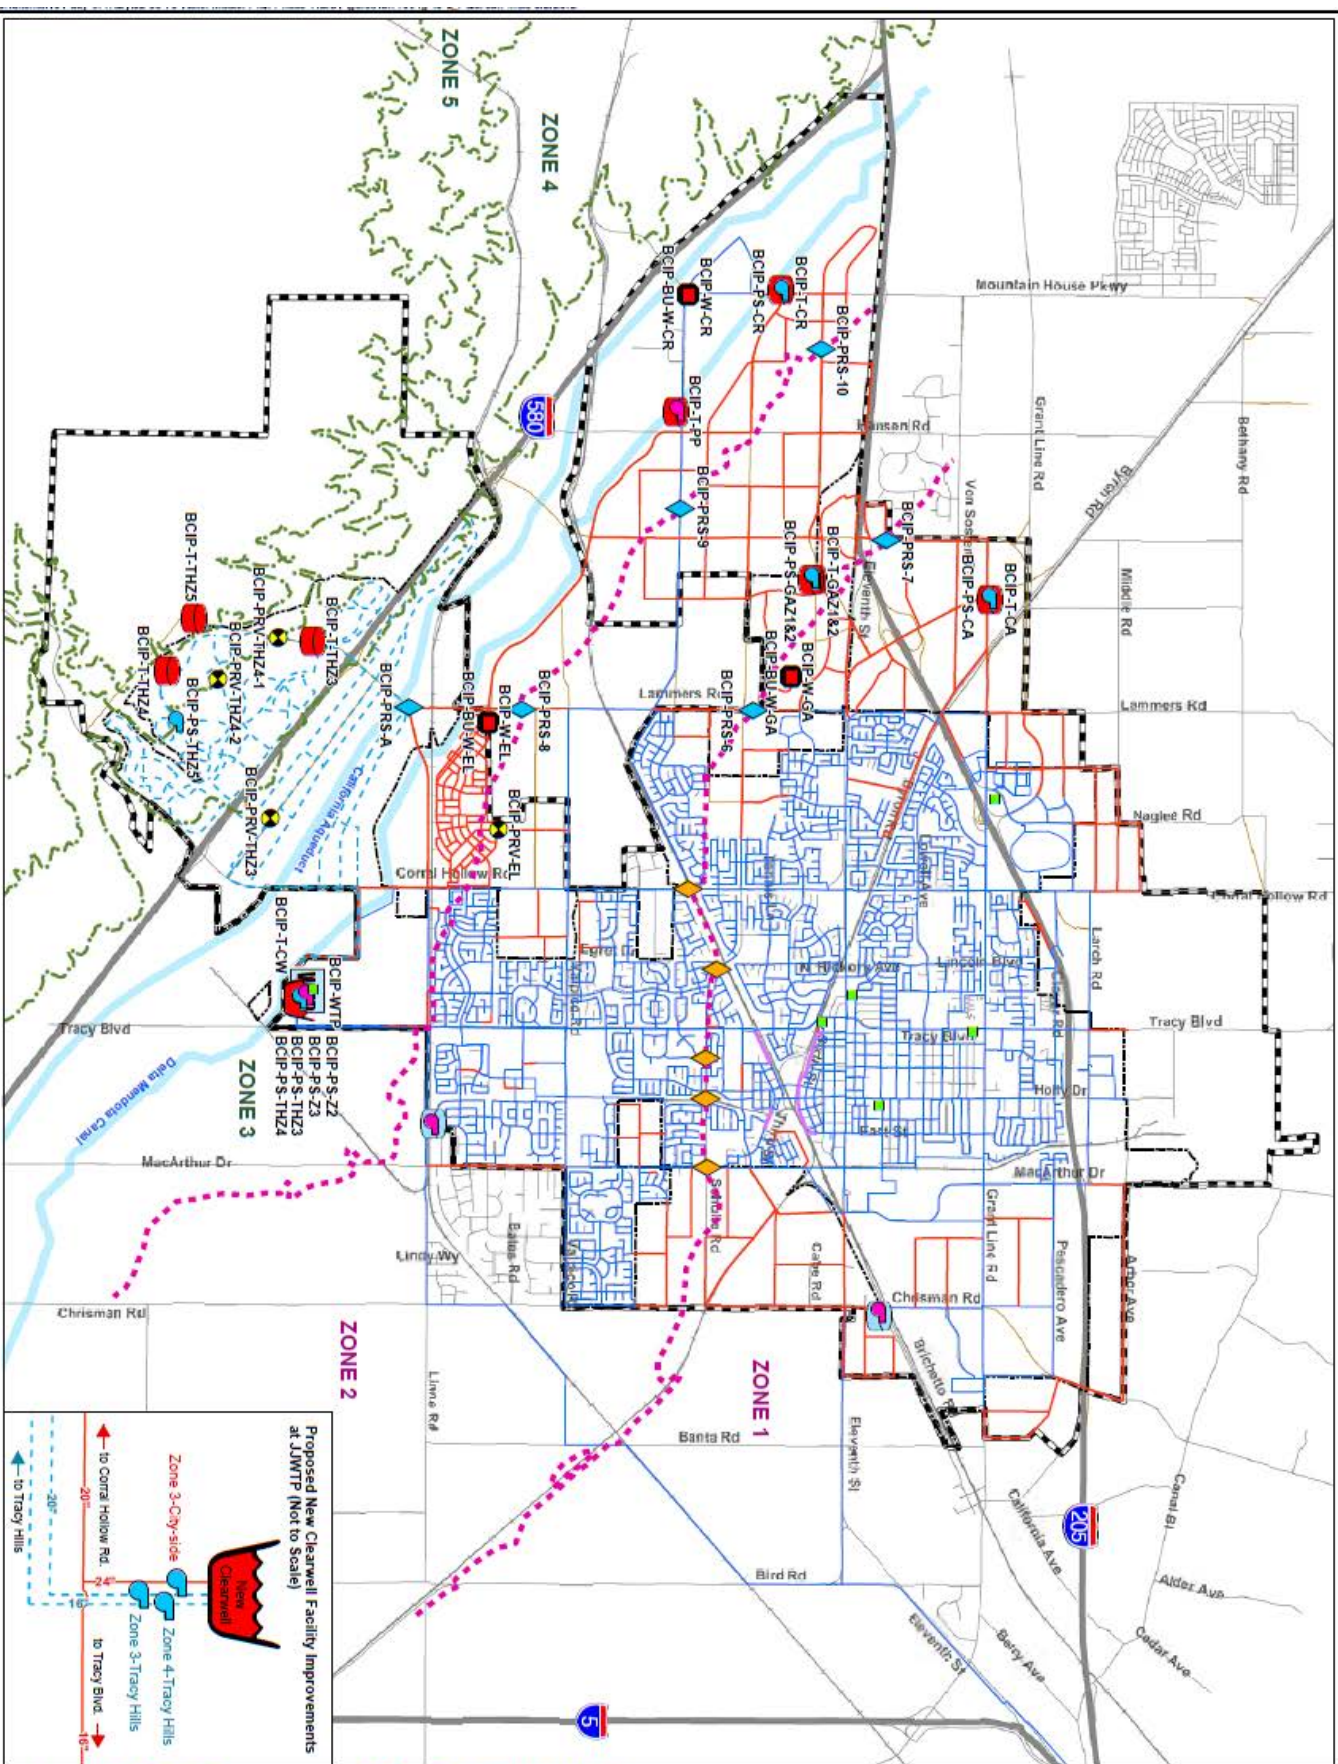 ZONE 5
ZONE 4
Mountain House Pkwy
BCIP-T-CR
BCIP-PS-CR
BCIP-W-CR
BCIP-BU-W-CR
BCIP-PRS-10
BCIP-T-PP
580
Hansen Rd
Grant Line Rd
Bethany Rd
Byron Rd
BCIP-PRS-9
BCIP-PRS-7
BCIP-T-CA
BCIP-PS-CA
Middle Rd
BCIP-T-GAZ1&2
BCIP-PS-GAZ1&2
Eleventh St
BCIP-W-GA
BCIP-BU-W-GA
BCIP-T-THZ5
BCIP-PRV-THZ4-1
BCIP-T-THZ3
BCIP-PRV-THZ4-2
BCIP-T-THZ4
BCIP-PS-THZ5
BCIP-PRS-A
BCIP-PRS-8
BCIP-W-EL
BCIP-BU-W-EL
BCIP-PRS-6
Lammers Rd
Lammers Rd
BCIP-PRV-THZ3
BCIP-PRV-EL
California Aqueduct
Corral Hollow Rd
Naglee Rd
Byron Rd
Lowell Ave
Corral Hollow Rd
BCIP-T-CW
BCIP-WTP
BCIP-PS-Z2
BCIP-PS-Z3
BCIP-PS-THZ3
BCIP-PS-THZ4
N Hickory Ave
Lincoln Blvd
Larch Rd
Tracy Blvd
Tracy Blvd
Tracy Blvd
Delta Mendota Canal
ZONE 3
Holly Dr
East St
MacArthur Dr
MacArthur Dr
Schulte Rd
Grant Line Rd
Pescadero Ave
Arbor Ave
Cabe Rd
Lindy Wy
Bates Rd
Chrisman Rd
Chrisman Rd
ZONE 2
ZONE 1
Linne Rd
Banta Rd
Eleventh St
California Ave
205
Canal Bl
Bird Rd
Alder Ave
Cedar Ave
Berry Ave
Eleventh St
5
Proposed New Clearwell Facility Improvements
at JJWTP (Not to Scale)
New
Clearwell
Zone 3-City-side
Zone 4-Tracy Hills
Zone 3-Tracy Hills
24"
20"
20"
16"
16"
to Corral Hollow Rd.
to Tracy Blvd.
to Tracy Hills